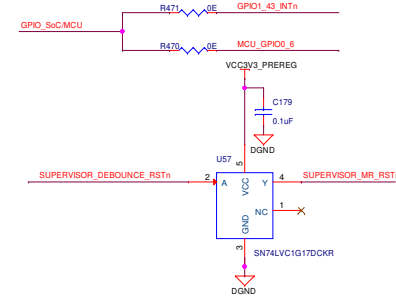 R471 0E GPIO1_43_INTn
GPIO_SoC/MCU
R470 0E MCU_GPIO0_6
VCC3V3_PREREG
C179
0.1uF
DGND
U57
5
VCC
SUPERVISOR_DEBOUNCE_RSTn 2 A Y 4 SUPERVISOR_MR_RSTn
NC 1
GND
3
SN74LVC1G17DCKR
DGND